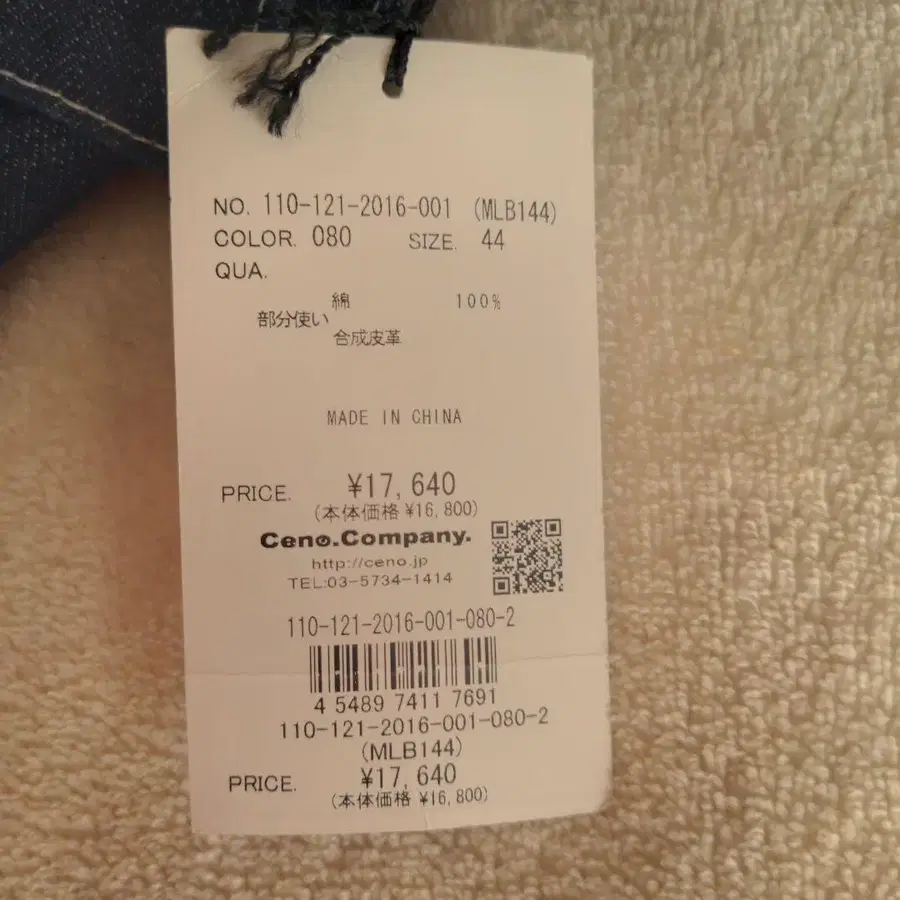 NO. 110-121-2016-001 (MLB144)
COLOR. 080 SIZE. 44
QUA.
綿 100%
部分使い
合成皮革
MADE IN CHINA
PRICE. ¥17,640
(本体価格 ¥16,800)
Ceno.Company.
http://ceno.jp
TEL:03-5734-1414
110-121-2016-001-080-2
4 54897 4117691
110-121-2016-001-080-2
(MLB144)
PRICE. ¥17,640
(本体価格 ¥16,800)